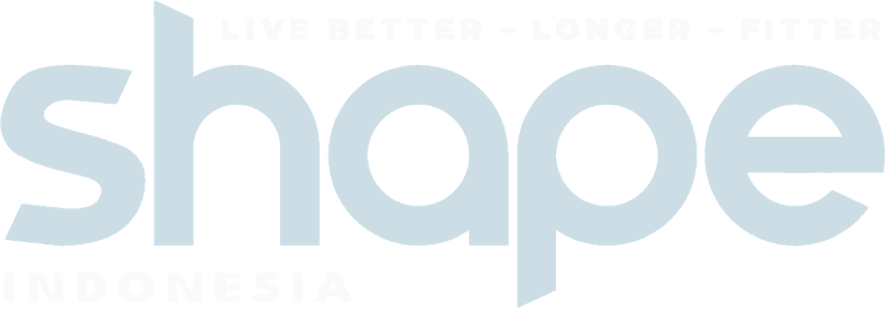 LIVE BETTER – LONGER – FITTER
shape
INDONESIA